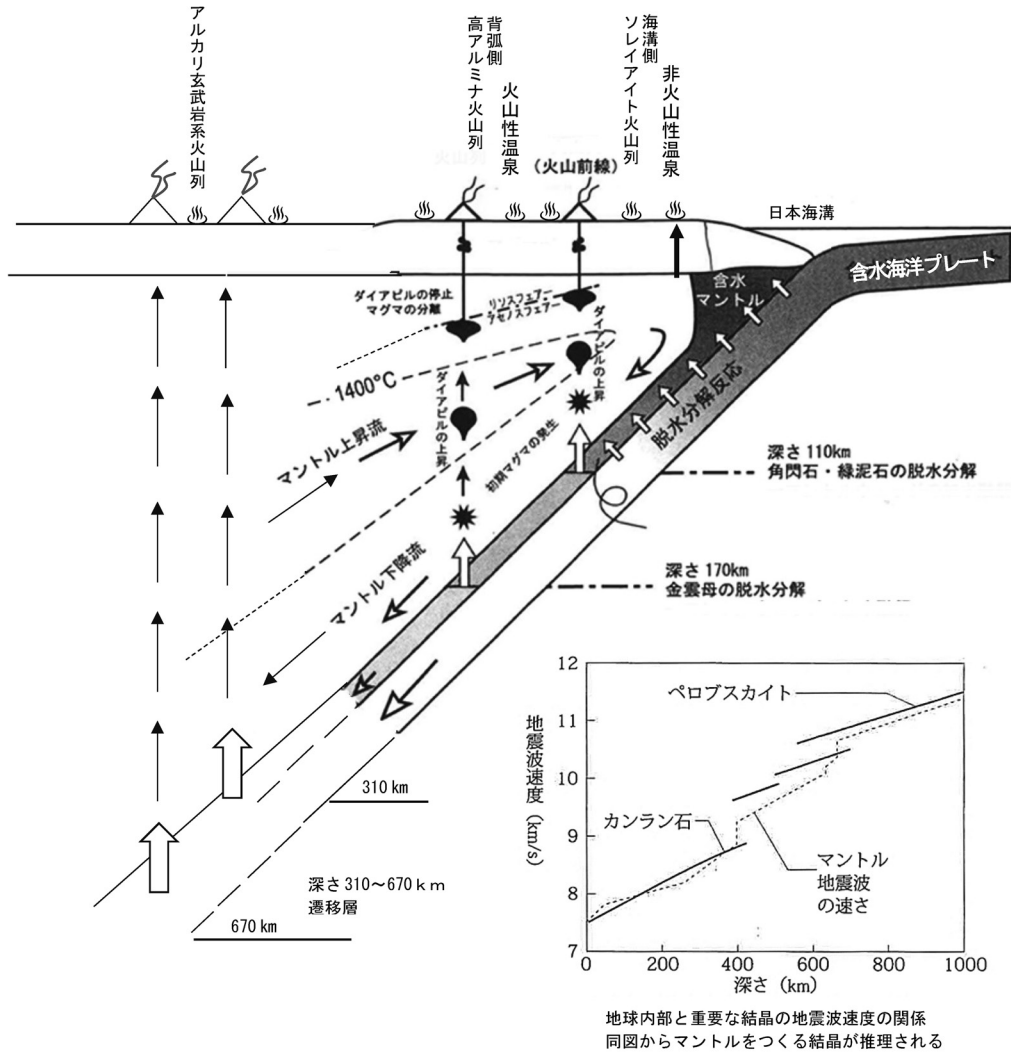 アルカリ玄武岩系火山列
背弧側
高アルミナ火山列
火山性温泉
海溝側
ソレイアイト火山列
非火山性温泉
(火山前線)
日本海溝
含水海洋プレート
含水
マントル
ダイアピルの停止
マグマの分離
リソスフェアー
アセノスフェアー
ダイアピルの上昇
1400°C
ダイアピルの上昇
マントル上昇流
初期マグマの発生
脱水分解反応
深さ 110km
角閃石・緑泥石の脱水分解
マントル下降流
深さ 170km
金雲母の脱水分解
310 km
深さ 310～670ｋｍ
遷移層
670 km
地震波速度 (km/s)
12
11
10
9
8
7
ペロブスカイト
カンラン石
マントル
地震波
の速さ
0 200 400 600 800 1000
深さ (km)
地球内部と重要な結晶の地震波速度の関係
同図からマントルをつくる結晶が推理される